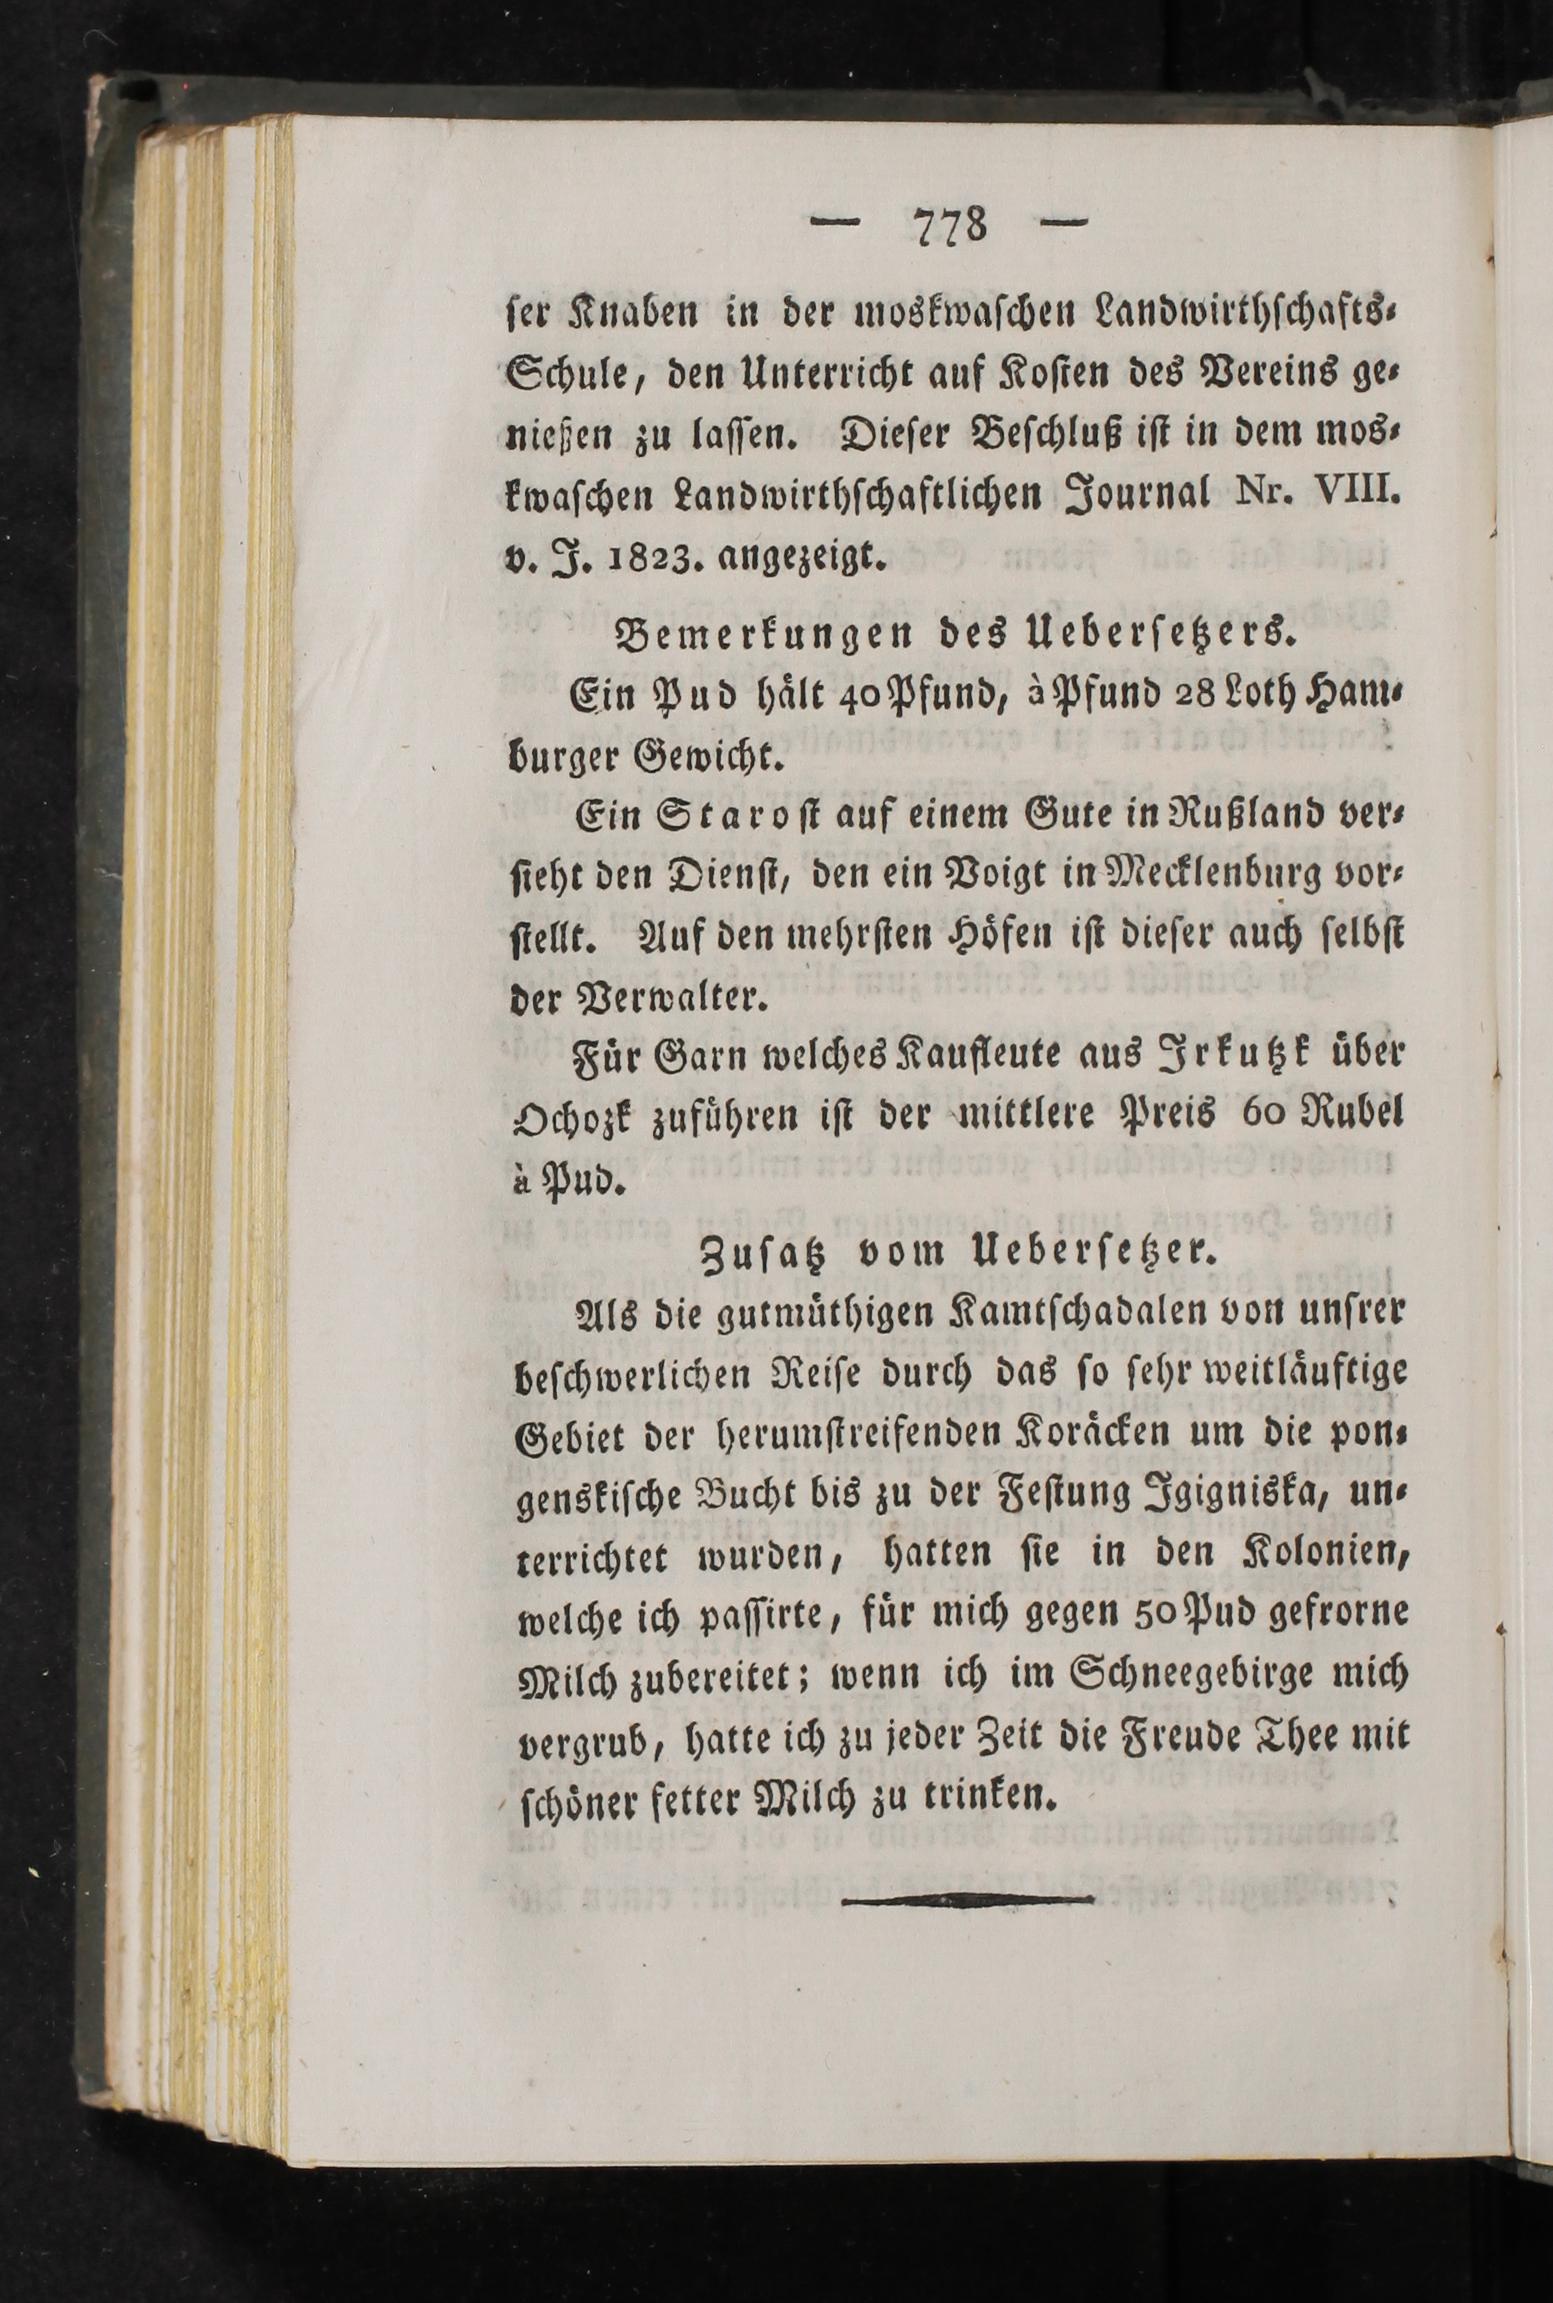 — 778 —
ſer Knaben in der moskwaſchen Landwirthſchafts⸗
Schule, den Unterricht auf Koſten des Vereins ge⸗
nießen zu laſſen. Dieſer Beſchluß iſt in dem mos⸗
kwaſchen Landwirthſchaftlichen Journal Nr. VIII.
v. J. 1823. angezeigt.
Bemerkungen des Ueberſetzers.
Ein Pud hält 40 Pfund, à Pfund 28 Loth Ham⸗
burger Gewicht.
Ein Staroſt auf einem Gute in Rußland ver⸗
ſieht den Dienſt, den ein Voigt in Mecklenburg vor⸗
ſtellt. Auf den mehrſten Höfen iſt dieſer auch ſelbſt
der Verwalter.
Für Garn welches Kaufleute aus Irkutzk über
Ochozk zuführen iſt der mittlere Preis 60 Rubel
à Pud.
Zuſatz vom Ueberſetzer.
Als die gutmüthigen Kamtſchadalen von unſrer
beſchwerlichen Reiſe durch das ſo ſehr weitläuftige
Gebiet der herumſtreifenden Koräcken um die pon⸗
genskiſche Bucht bis zu der Feſtung Igigniska, un⸗
terrichtet wurden, hatten ſie in den Kolonien,
welche ich paſſirte, für mich gegen 50 Pud gefrorne
Milch zubereitet; wenn ich im Schneegebirge mich
vergrub, hatte ich zu jeder Zeit die Freude Thee mit
ſchöner fetter Milch zu trinken.